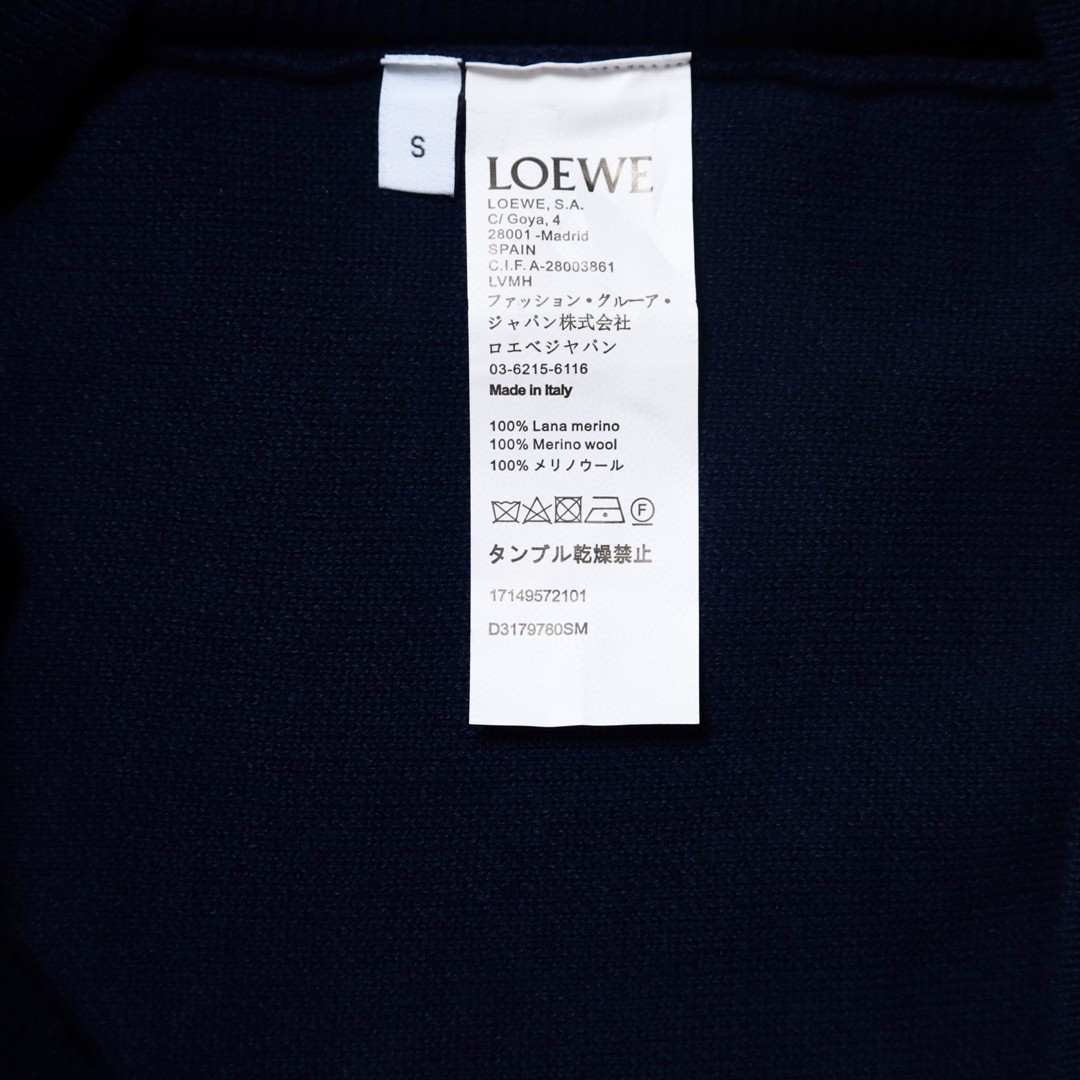 S
LOEWE
LOEWE, S.A.
C/ Goya, 4
28001 -Madrid
SPAIN
C.I.F. A-28003861
LVMH
ファッション・グルーア・
ジャパン株式会社
ロエベジヤパン
03-6215-6116
Made in Italy
100% Lana merino
100% Merino wool
100% メリノウール
F
タンブル乾燥禁止
17149572101
D3179780SM